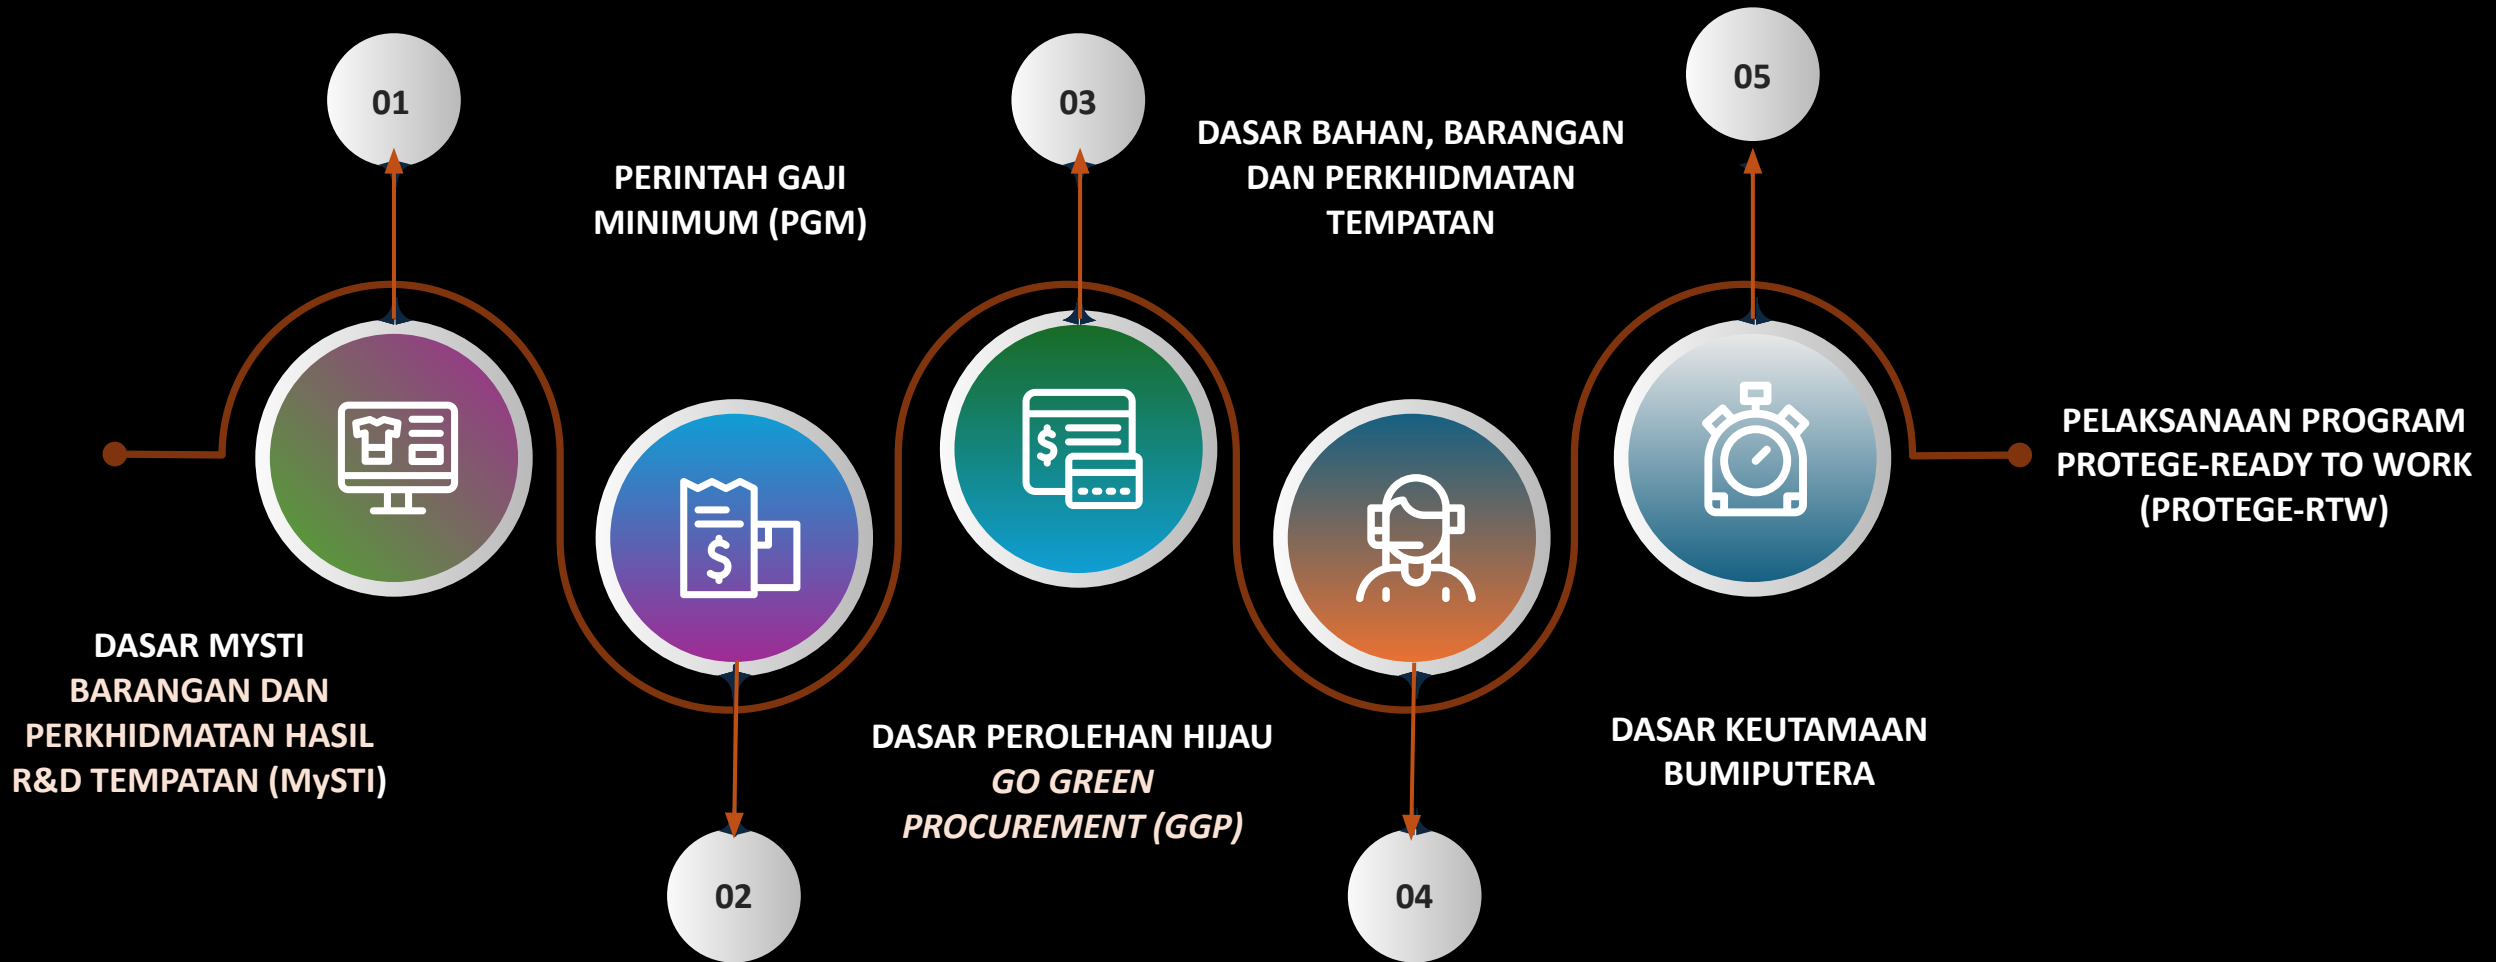 01
DASAR MYSTI
BARANGAN DAN
PERKHIDMATAN HASIL
R&D TEMPATAN (MySTI)
PERINTAH GAJI
MINIMUM (PGM)
02
03
DASAR PEROLEHAN HIJAU
GO GREEN
PROCUREMENT (GGP)
DASAR BAHAN, BARANGAN
DAN PERKHIDMATAN
TEMPATAN
04
05
DASAR KEUTAMAAN
BUMIPUTERA
PELAKSANAAN PROGRAM
PROTEGE-READY TO WORK
(PROTEGE-RTW)